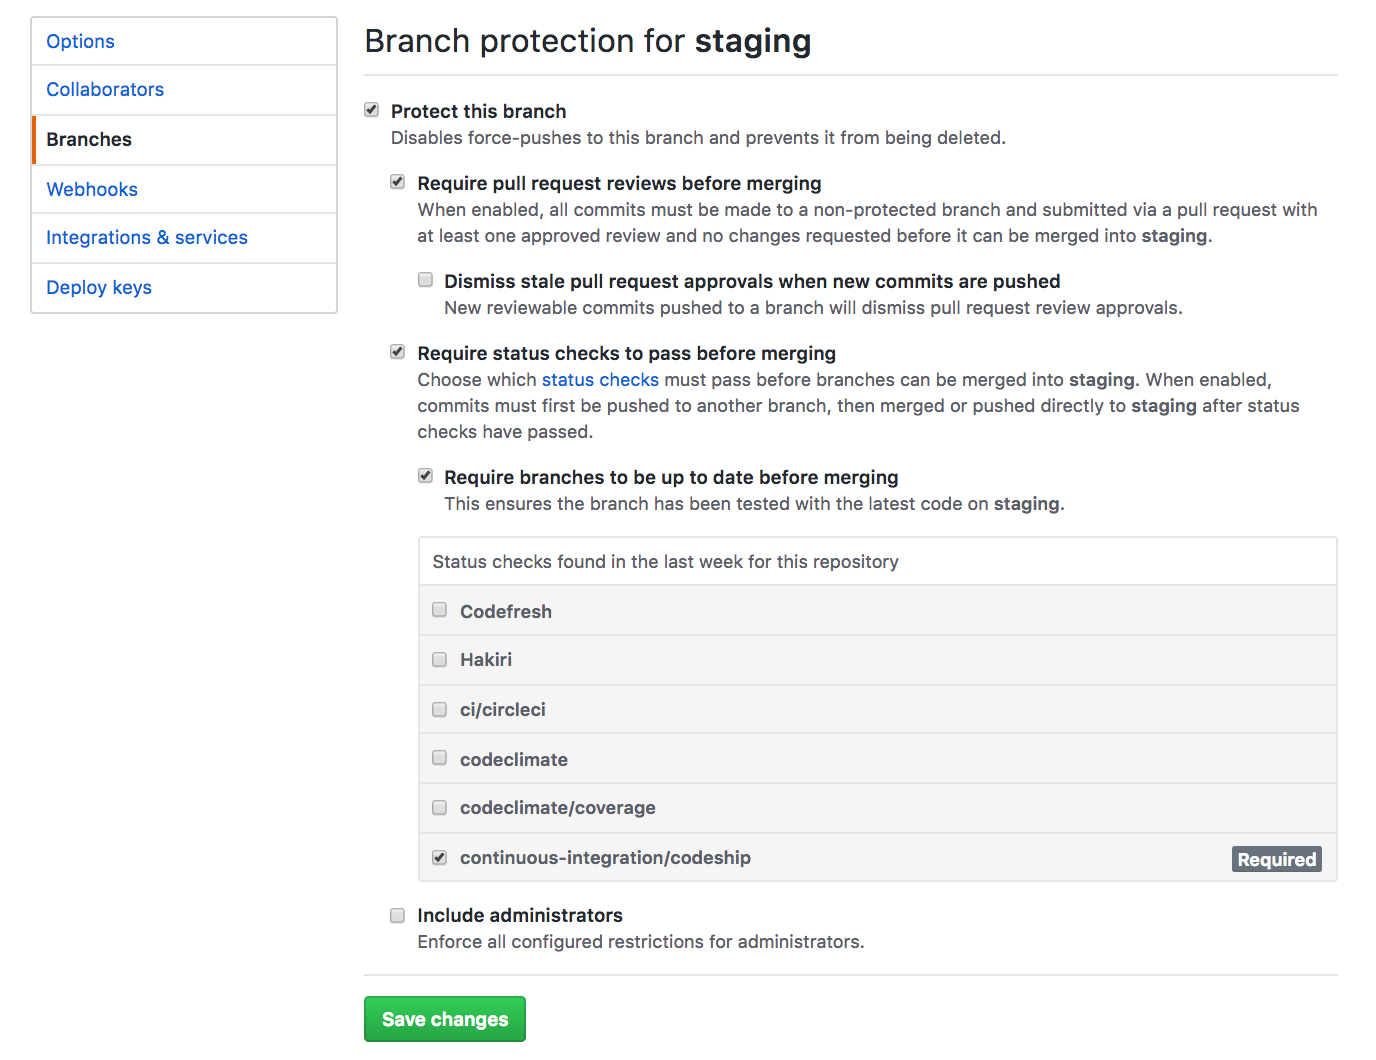 Options
Collaborators
Branches
Webhooks
Integrations & services
Deploy keys
Branch protection for staging
Protect this branch
Disables force-pushes to this branch and prevents it from being deleted.
Require pull request reviews before merging
When enabled, all commits must be made to a non-protected branch and submitted via a pull request with
at least one approved review and no changes requested before it can be merged into staging.
Dismiss stale pull request approvals when new commits are pushed
New reviewable commits pushed to a branch will dismiss pull request review approvals.
Require status checks to pass before merging
Choose which status checks must pass before branches can be merged into staging. When enabled,
commits must first be pushed to another branch, then merged or pushed directly to staging after status
checks have passed.
Require branches to be up to date before merging
This ensures the branch has been tested with the latest code on staging.
Status checks found in the last week for this repository
Codefresh
Hakiri
ci/circleci
codeclimate
codeclimate/coverage
continuous-integration/codeship Required
Include administrators
Enforce all configured restrictions for administrators.
Save changes